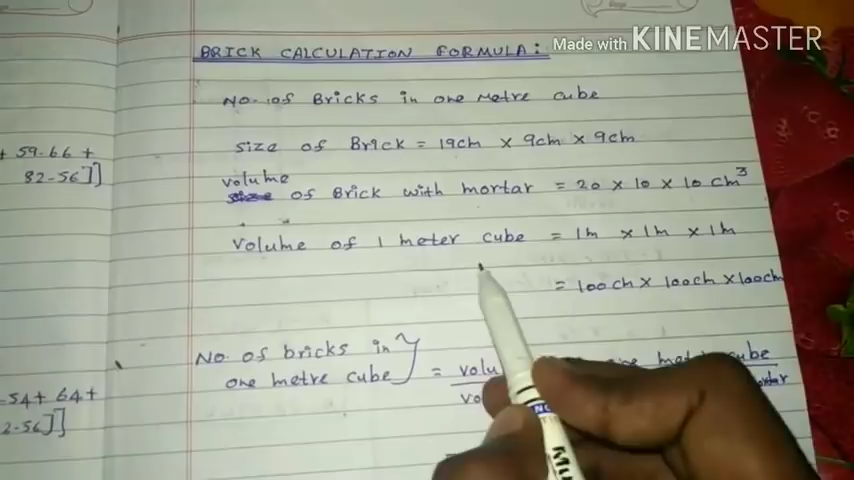 Made with KINEMASTER
BRICK CALCULATION FORMULA:
No. of Bricks in one metre cube
+ 59.66 +
82-56]]
size of Brick = 19cm x 9cm x 9cm
volume
of Brick with mortar = 20 x 10 x 10 cm³
Volume of 1 meter cube = 1m x 1m x 1m
= 100cm x 100cm x 100cm
No. of bricks in
one metre cube
=
cube
54+ 64+
2-56]]